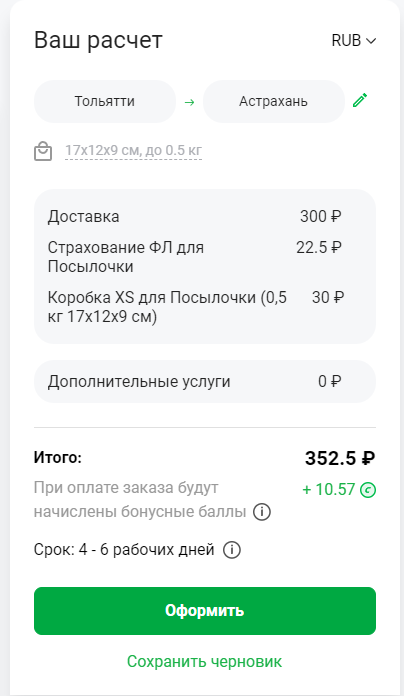 Ваш расчет
RUB
Тольятти → Астрахань
17x12x9 см, до 0.5 кг
Доставка 300 ₽
Страхование ФЛ для 22.5 ₽
Посылочки
Коробка XS для Посылочки (0,5 30 ₽
кг 17x12x9 см)
Дополнительные услуги 0 ₽
Итого: 352.5 ₽
При оплате заказа будут + 10.57
начислены бонусные баллы
Срок: 4 - 6 рабочих дней
Оформить
Сохранить черновик